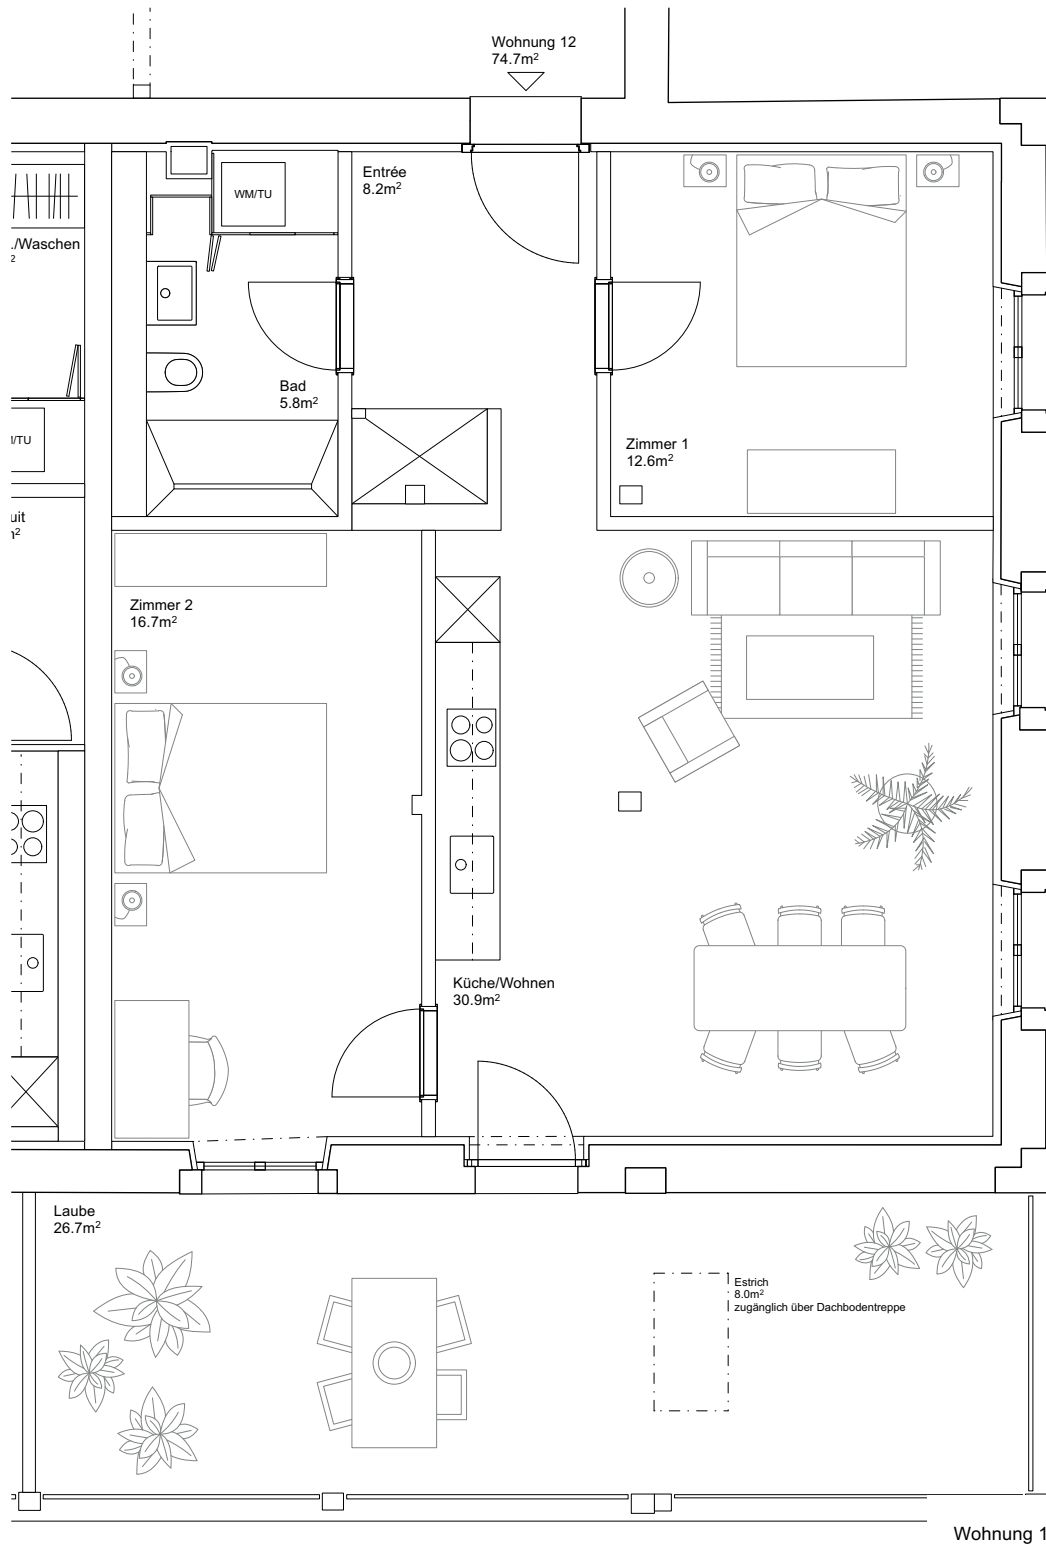 Wohnung 12
74.7m²
Entrée
8.2m²
WM/TU
./Waschen
Bad
5.8m²
Zimmer 1
12.6m²
/TU
uit
Zimmer 2
16.7m²
Küche/Wohnen
30.9m²
Laube
26.7m²
Estrich
8.0m²
zugänglich über Dachbodentreppe
Wohnung 1